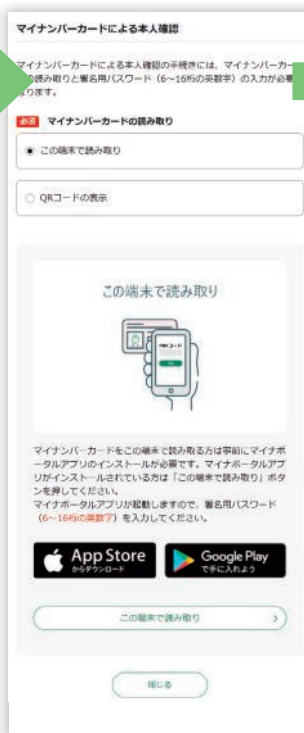 マイナンバーカードによる本人確認
マイナンバーカードによる本人確認の手続きには、マイナンバーカー
の読み取りと署名用パスワード（6～16桁の英数字）の入力が必要
なります。
必須 マイナンバーカードの読み取り
この端末で読み取り
QRコードの表示
この端末で読み取り
マイナンバーカードをこの端末で読み取る方は事前にマイナポ
ータルアプリのインストールが必要です。マイナポータルアプ
リがインストールされている方は「この端末で読み取り」ボタ
ンを押してください。
マイナポータルアプリが起動しますので、署名用パスワード
（6～16桁の英数字）を入力してください。
App Store
からダウンロード
Google Play
で手に入れよう
この端末で読み取り
閉じる